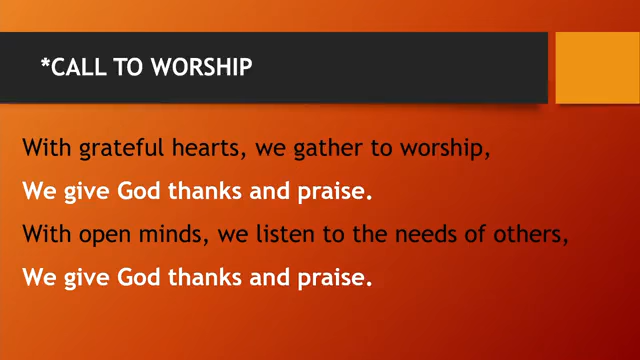 *CALL TO WORSHIP
With grateful hearts, we gather to worship,
We give God thanks and praise.
With open minds, we listen to the needs of others,
We give God thanks and praise.